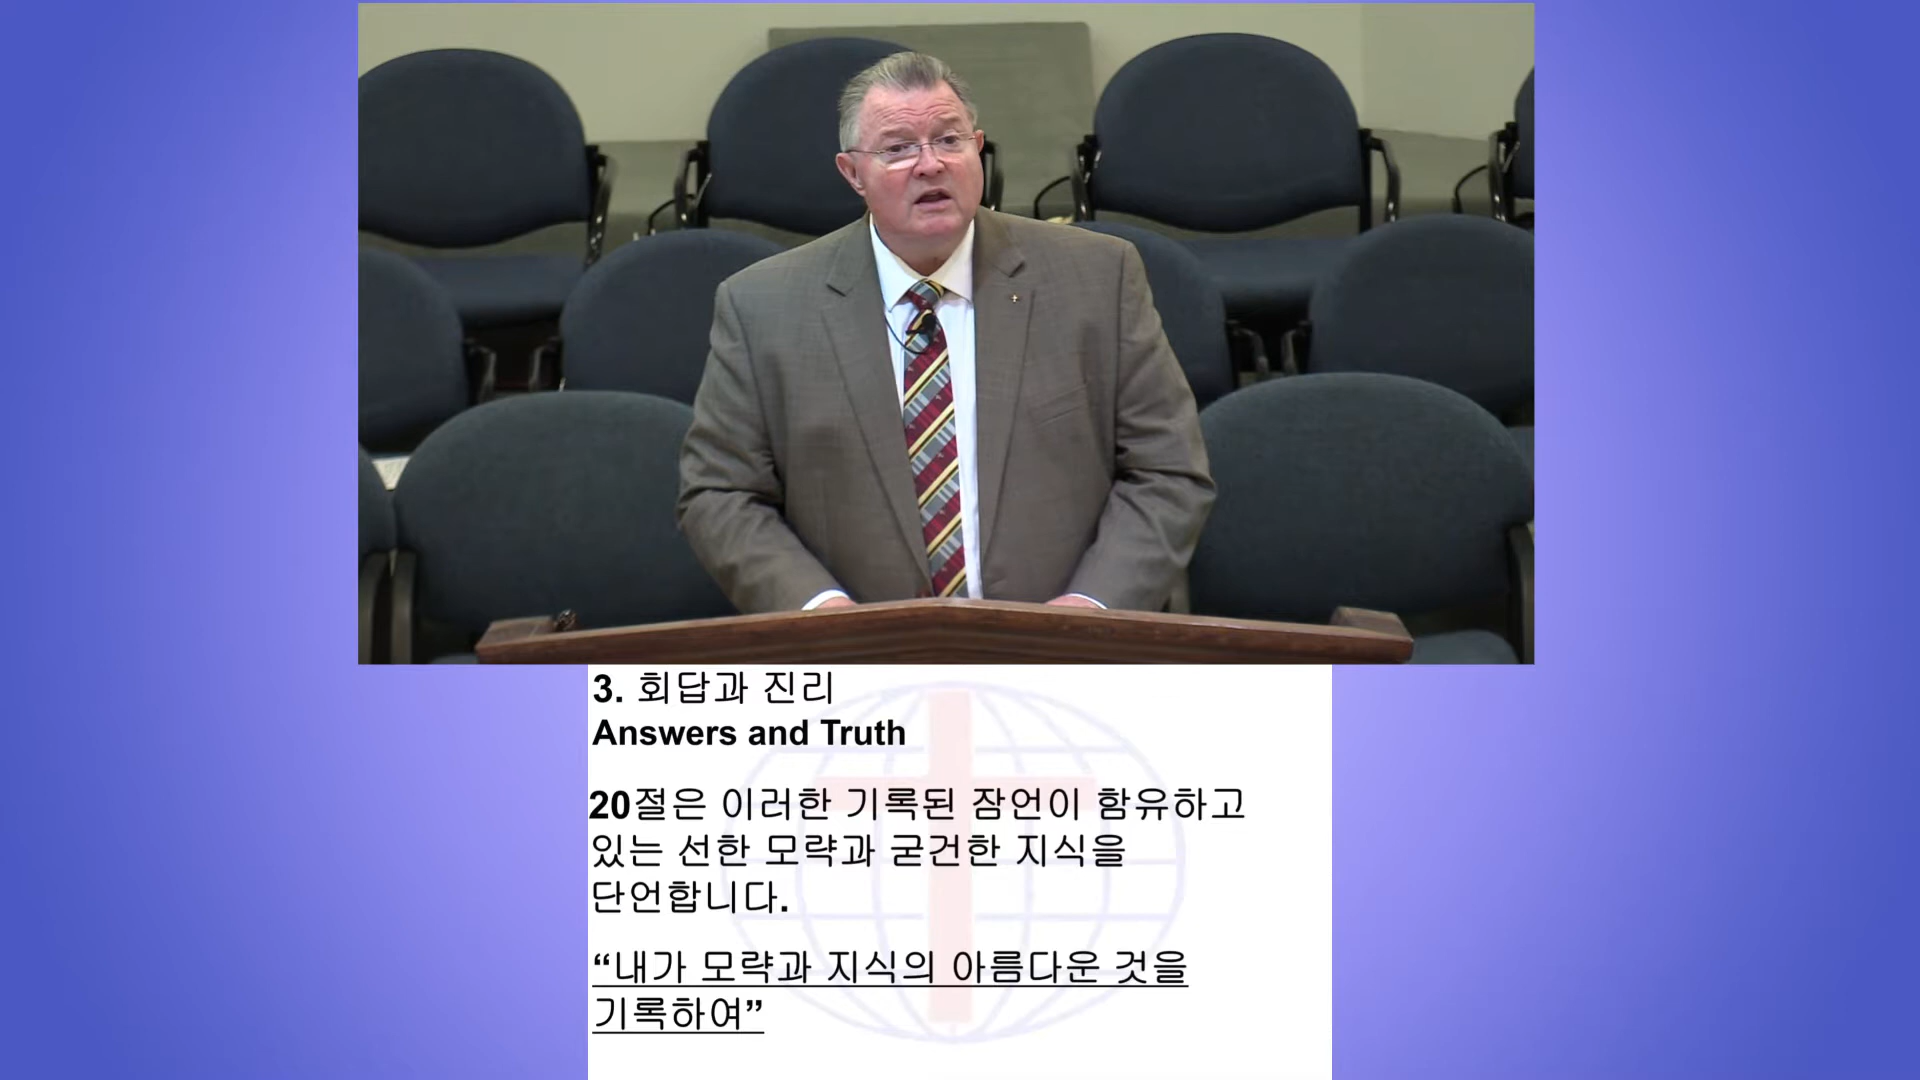 3. 회답과 진리
Answers and Truth
20절은 이러한 기록된 잠언이 함유하고
있는 선한 모략과 굳건한 지식을
단언합니다.
“내가 모략과 지식의 아름다운 것을
기록하여”